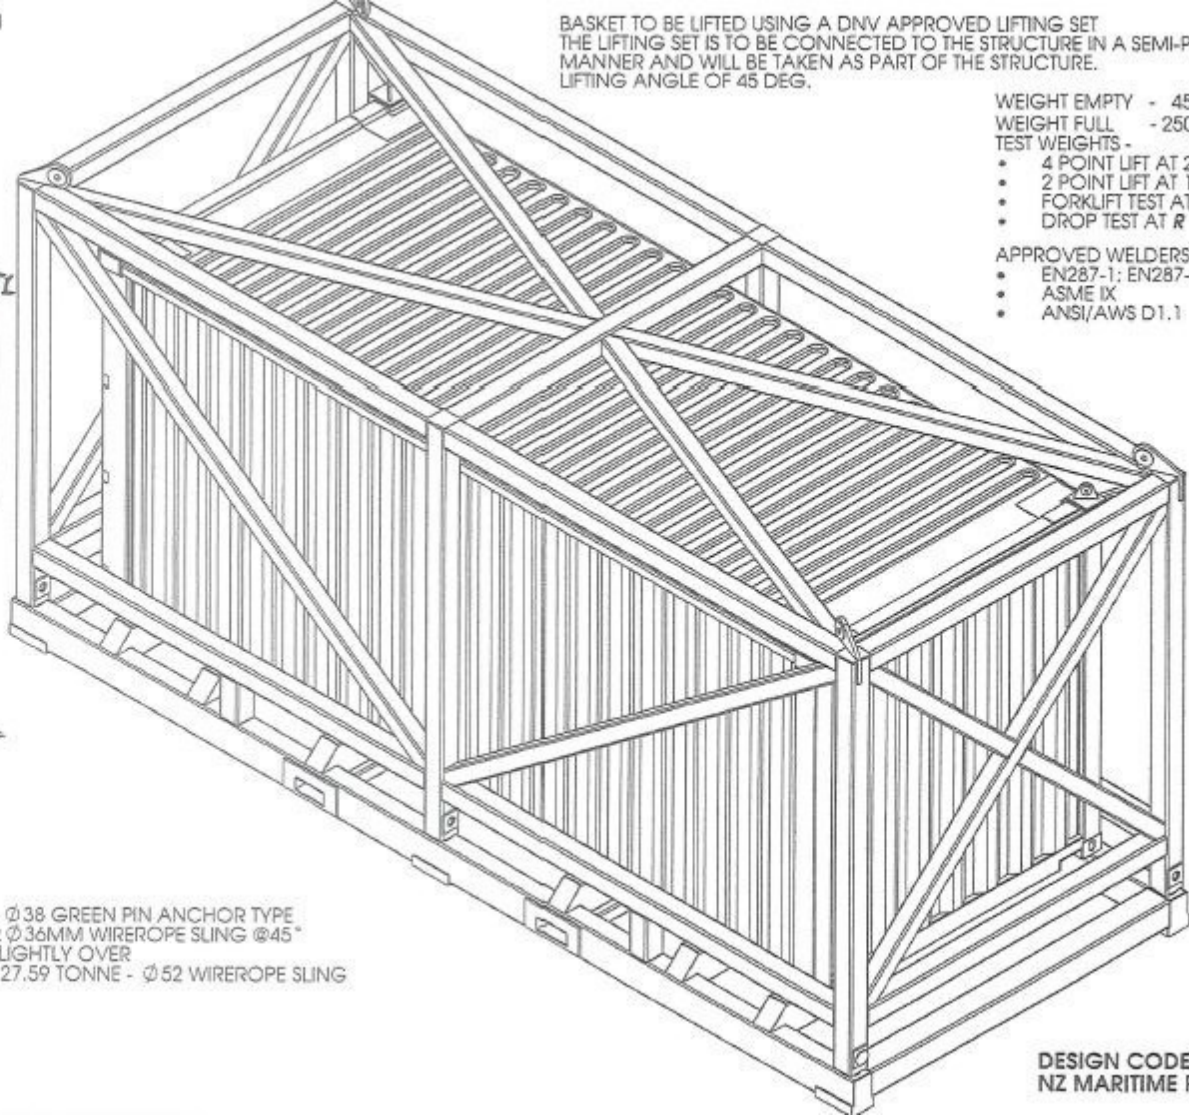 BASKET TO BE LIFTED USING A DNV APPROVED LIFTING SET
THE LIFTING SET IS TO BE CONNECTED TO THE STRUCTURE IN A SEMI-P
MANNER AND WILL BE TAKEN AS PART OF THE STRUCTURE.
LIFTING ANGLE OF 45 DEG.
WEIGHT EMPTY - 45
WEIGHT FULL - 250
TEST WEIGHTS -
• 4 POINT LIFT AT 2
• 2 POINT LIFT AT 1
• FORKLIFT TEST AT
• DROP TEST AT R
APPROVED WELDERS
• EN287-1; EN287-
• ASME IX
• ANSI/AWS D1.1
Ø38 GREEN PIN ANCHOR TYPE
Ø36MM WIREROPE SLING @45°
LIGHTLY OVER
27.59 TONNE - Ø52 WIREROPE SLING
DESIGN CODE
NZ MARITIME